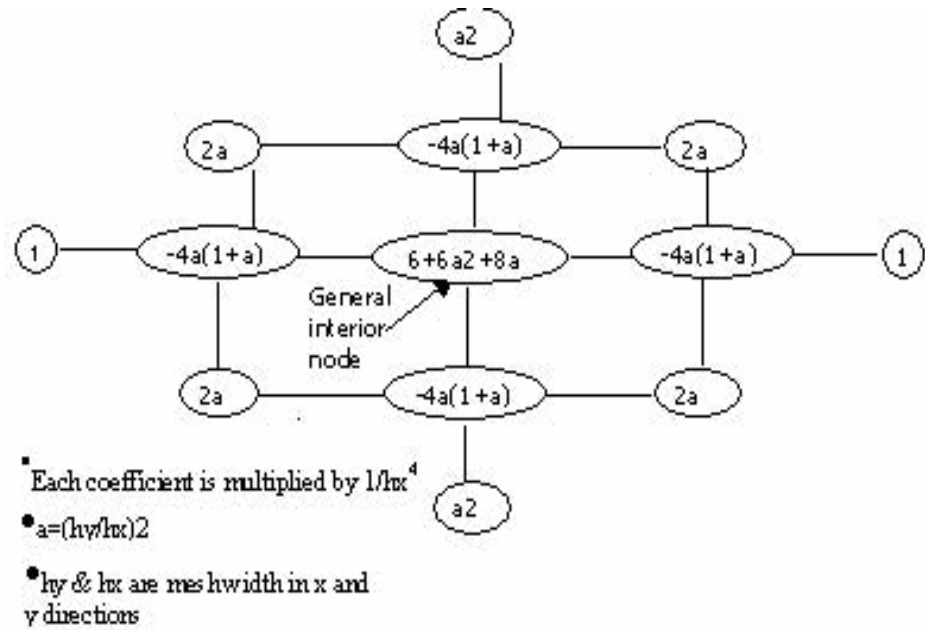 a2
2a
-4a(1+a)
2a
1
-4a(1+a)
6+6a2+8a
-4a(1+a)
1
General
interior
node
2a
-4a(1+a)
2a
a2
Each coefficient is multiplied by 1/hx⁴
•a=(hy/hx)2
•hy & hx are meshwidth in x and
y directions